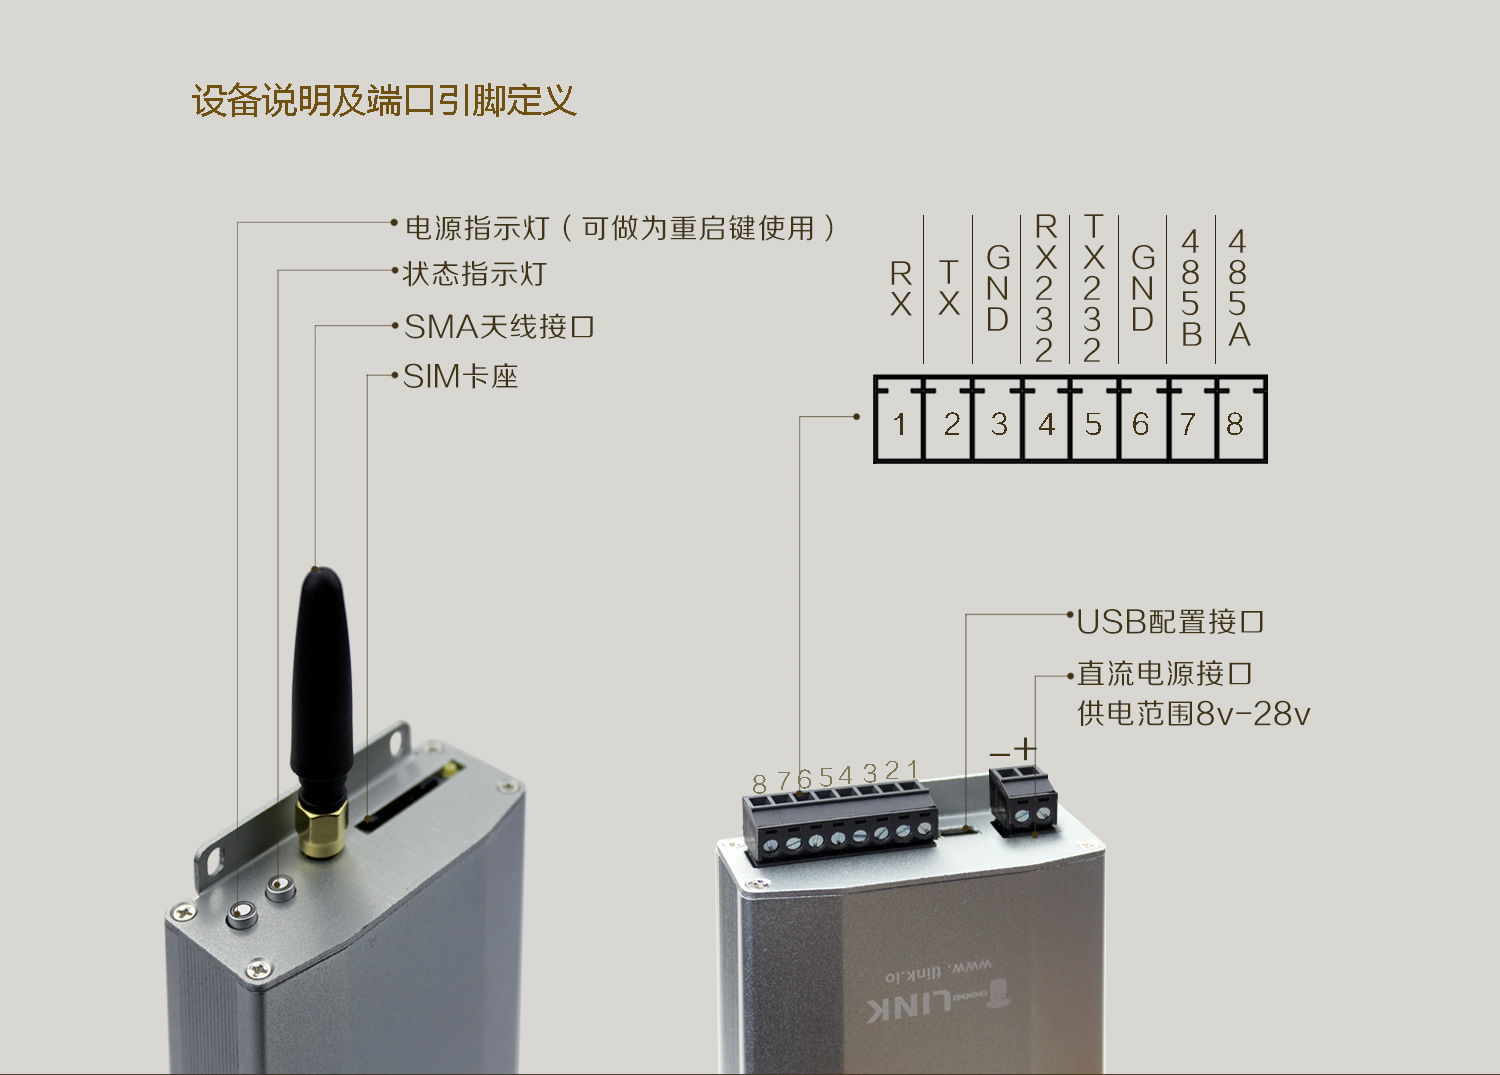 设备说明及端口引脚定义
电源指示灯（可做为重启键使用）
状态指示灯
SMA天线接口
SIM卡座
RX
TX
GND
RX232
TX232
GND
485B
485A
1 2 3 4 5 6 7 8
USB配置接口
直流电源接口
供电范围8v-28v
- +
8 7 6 5 4 3 2 1
www.tlink.io
T-LINK